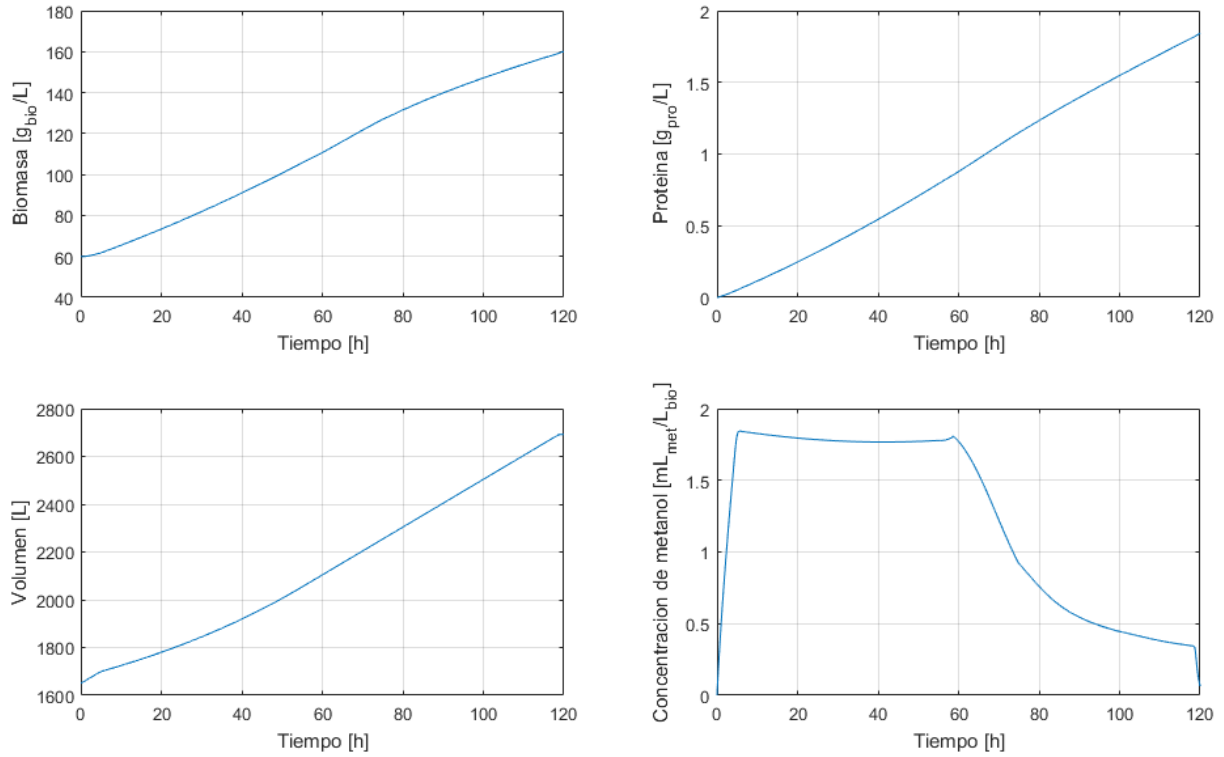 Biomasa [g_bio/L]
180
160
140
120
100
80
60
40
0 20 40 60 80 100 120
Tiempo [h]
Proteina [g_pro/L]
2
1.5
1
0.5
0
0 20 40 60 80 100 120
Tiempo [h]
Volumen [L]
2800
2600
2400
2200
2000
1800
1600
0 20 40 60 80 100 120
Tiempo [h]
Concentracion de metanol [mL_met/L_bio]
2
1.5
1
0.5
0
0 20 40 60 80 100 120
Tiempo [h]